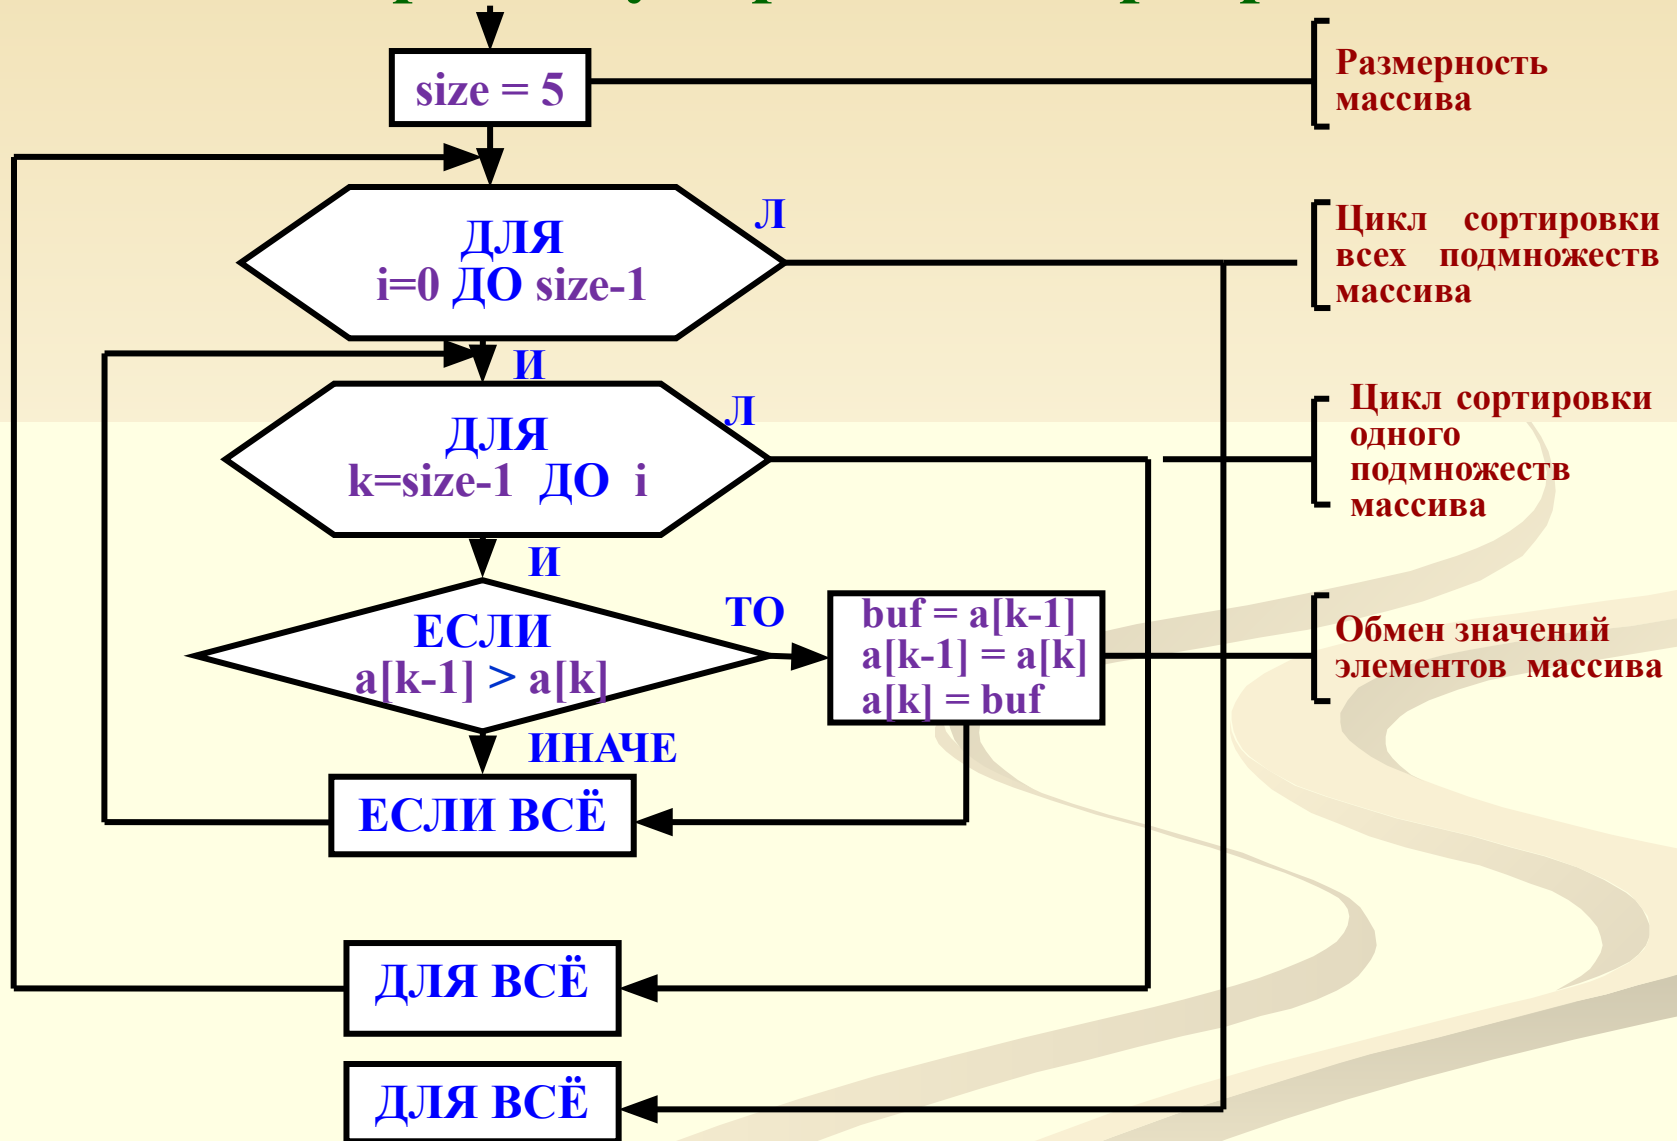 size = 5
Размерность
массива
Л
ДЛЯ
i=0 ДО size-1
Цикл сортировки
всех подмножеств
массива
И
Л
ДЛЯ
k=size-1 ДО i
Цикл сортировки
одного
подмножеств
массива
И
ЕСЛИ
a[k-1] > a[k]
ТО
buf = a[k-1]
a[k-1] = a[k]
a[k] = buf
Обмен значений
элементов массива
ИНАЧЕ
ЕСЛИ ВСЁ
ДЛЯ ВСЁ
ДЛЯ ВСЁ